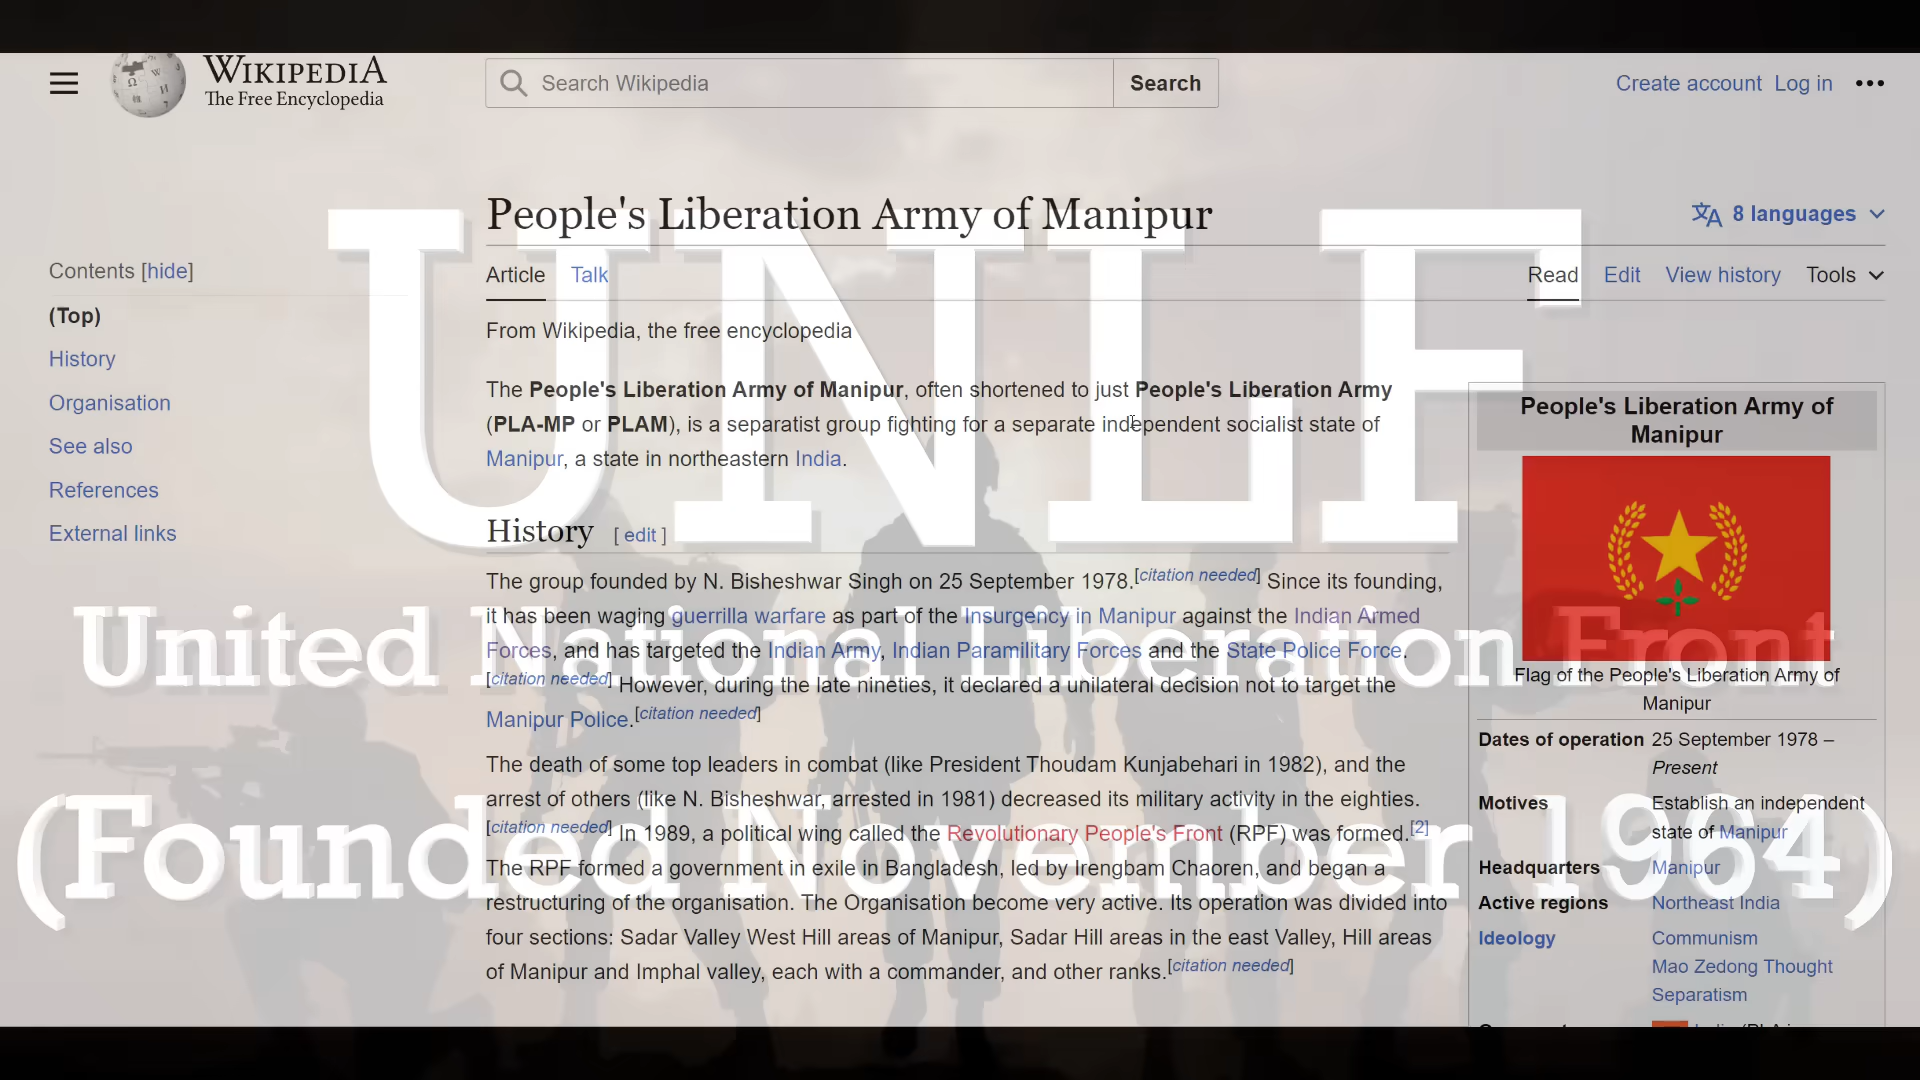 WIKIPEDIA
The Free Encyclopedia
Search Wikipedia
Search
Create account Log in
People's Liberation Army of Manipur
8 languages
Contents [hide]
(Top)
History
Organisation
See also
References
External links
Article Talk
Read Edit View history Tools
From Wikipedia, the free encyclopedia
The People's Liberation Army of Manipur, often shortened to just People's Liberation Army
(PLA-MP or PLAM), is a separatist group fighting for a separate independent socialist state of
Manipur, a state in northeastern India.
History [ edit ]
The group founded by N. Bisheshwar Singh on 25 September 1978.[citation needed] Since its founding,
it has been waging guerrilla warfare as part of the Insurgency in Manipur against the Indian Armed
Forces, and has targeted the Indian Army, Indian Paramilitary Forces and the State Police Force.
[citation needed] However, during the late nineties, it declared a unilateral decision not to target the
Manipur Police.[citation needed]
The death of some top leaders in combat (like President Thoudam Kunjabehari in 1982), and the
arrest of others (like N. Bisheshwar, arrested in 1981) decreased its military activity in the eighties.
[citation needed] In 1989, a political wing called the Revolutionary People's Front (RPF) was formed.[2]
The RPF formed a government in exile in Bangladesh, led by Irengbam Chaoren, and began a
restructuring of the organisation. The Organisation become very active. Its operation was divided into
four sections: Sadar Valley West Hill areas of Manipur, Sadar Hill areas in the east Valley, Hill areas
of Manipur and Imphal valley, each with a commander, and other ranks.[citation needed]
People's Liberation Army of
Manipur
Flag of the People's Liberation Army of
Manipur
Dates of operation 25 September 1978 –
Present
Motives Establish an independent
state of Manipur
Headquarters Manipur
Active regions Northeast India
Ideology Communism
Mao Zedong Thought
Separatism
UNLF
United National Liberation Front
(Founded November 1964)